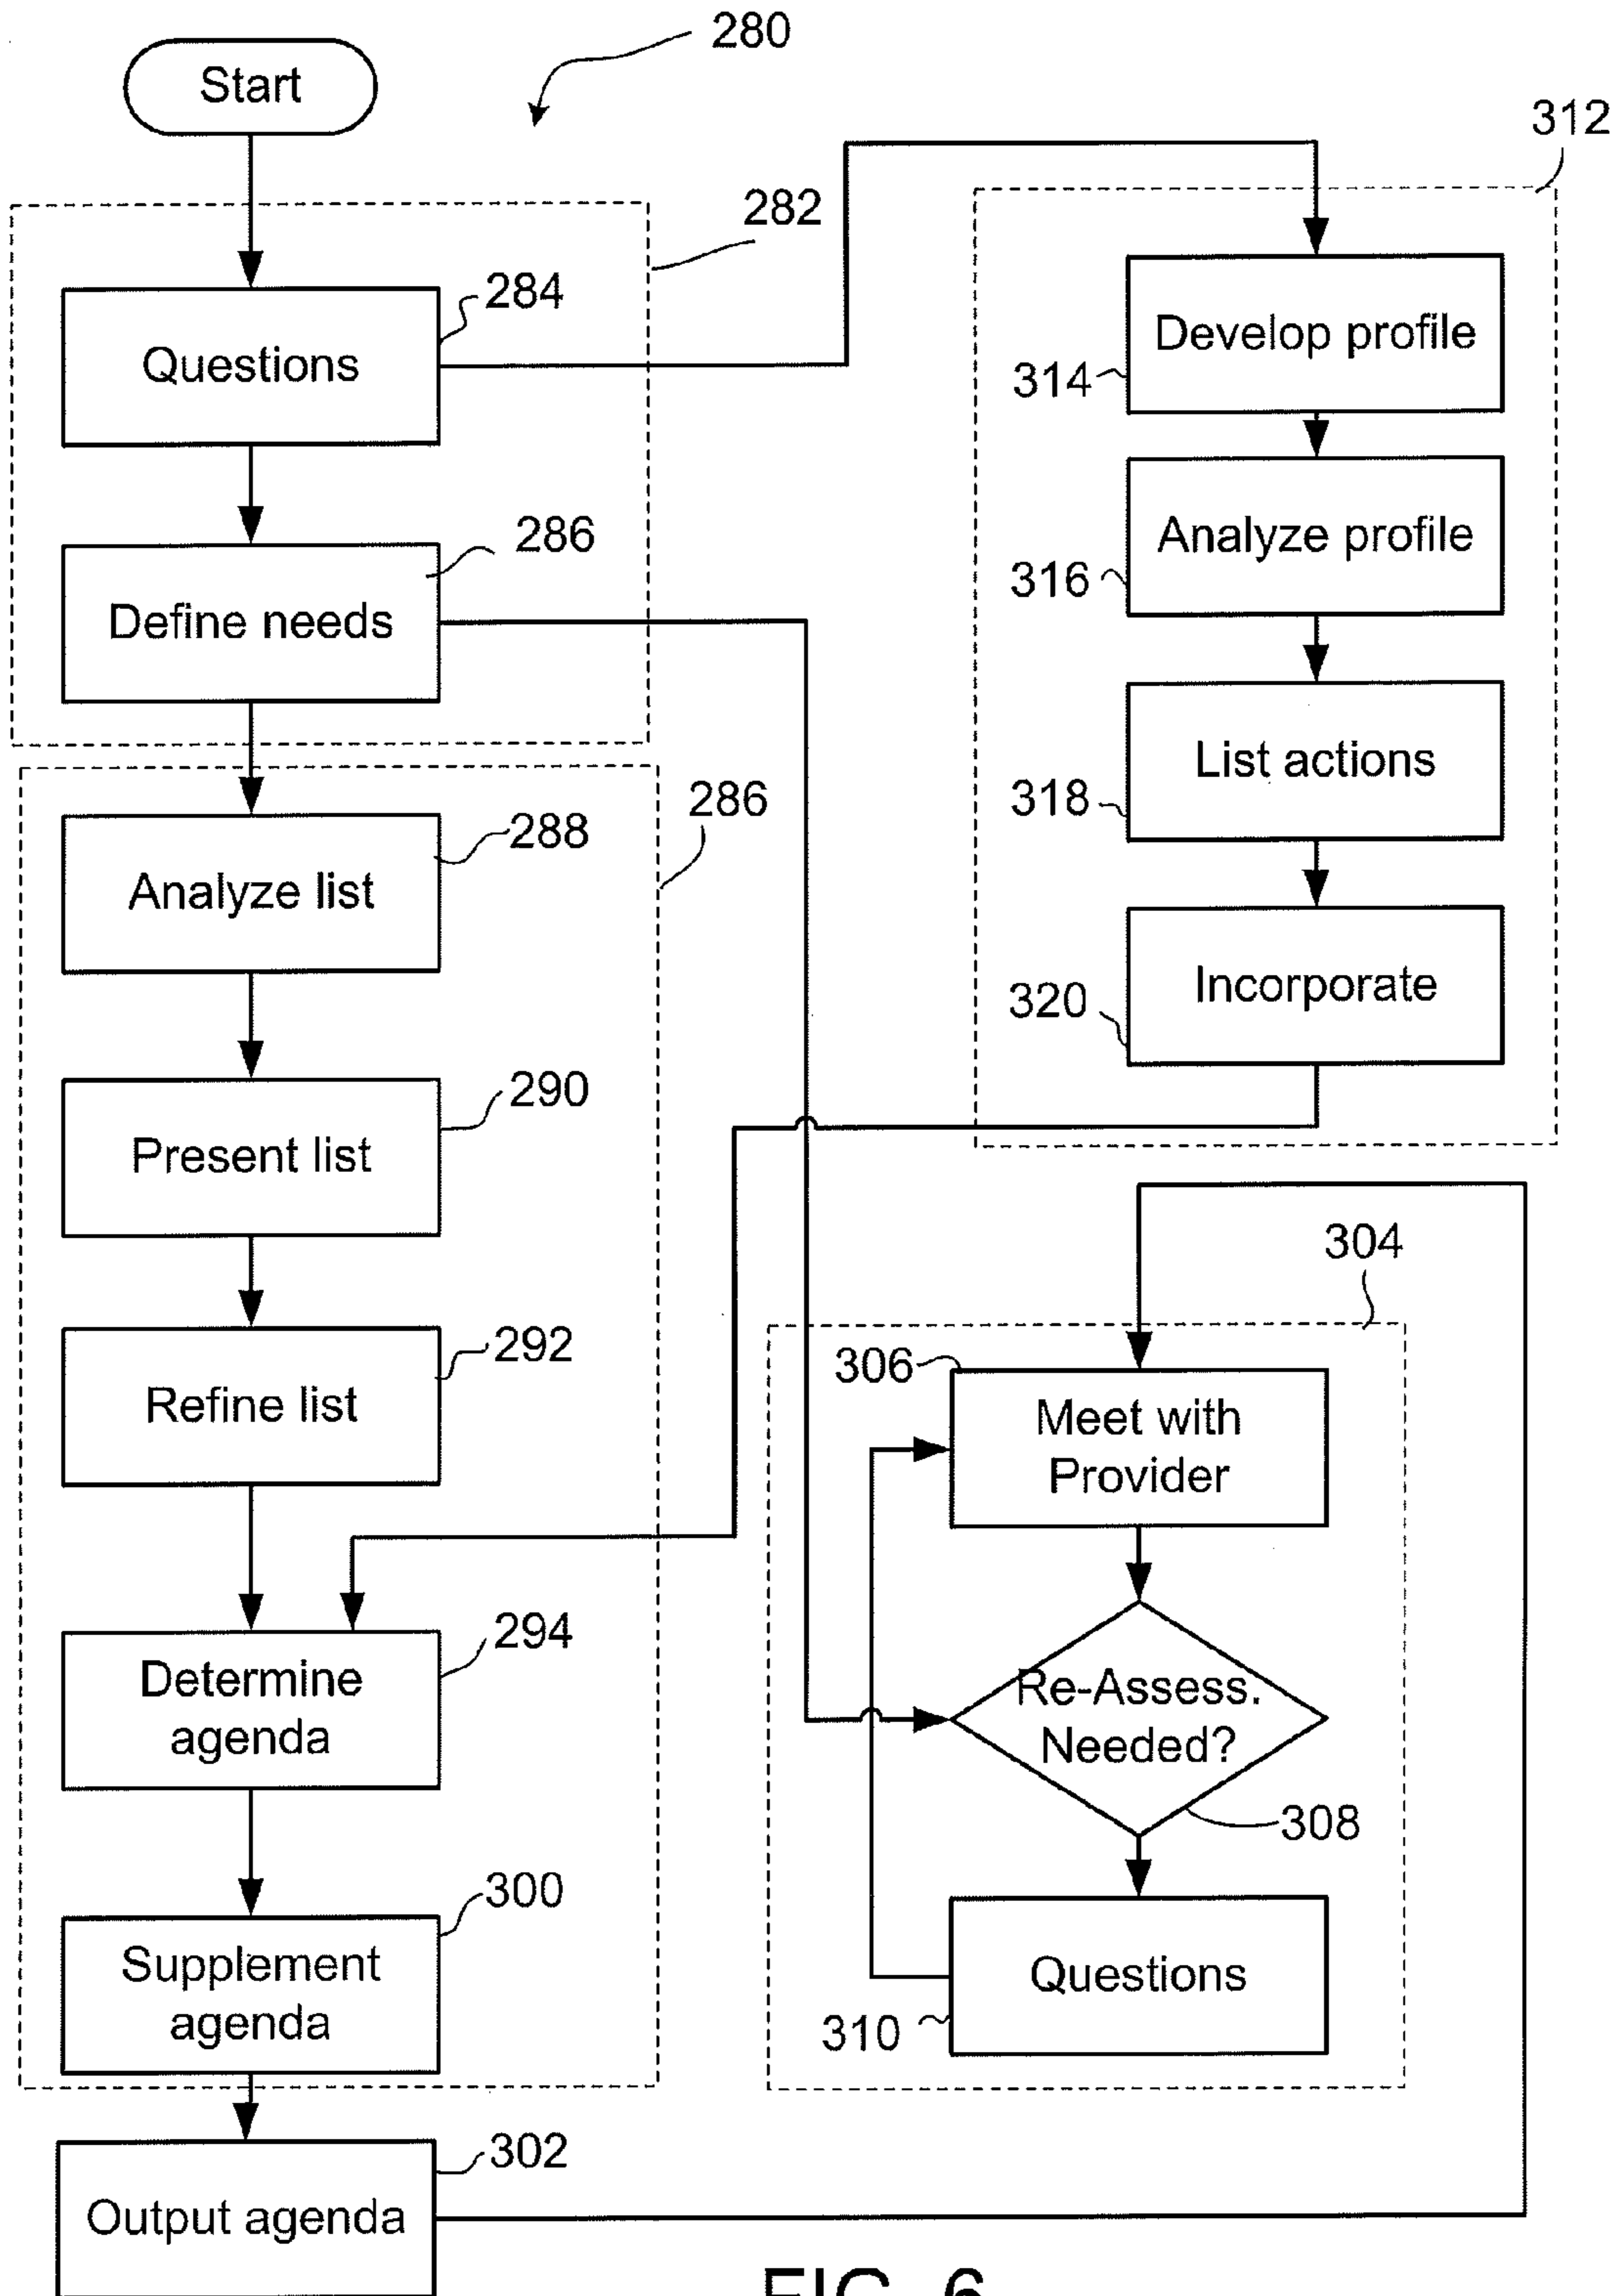 280
Start
312
282
284
Questions
Develop profile
314
286
Define needs
Analyze profile
316
List actions
318
286
288
Analyze list
Incorporate
320
290
Present list
304
292
Refine list
306
Meet with
Provider
294
Determine
agenda
Re-Assess.
Needed?
308
300
Supplement
agenda
Questions
310
302
Output agenda
FIG. 6